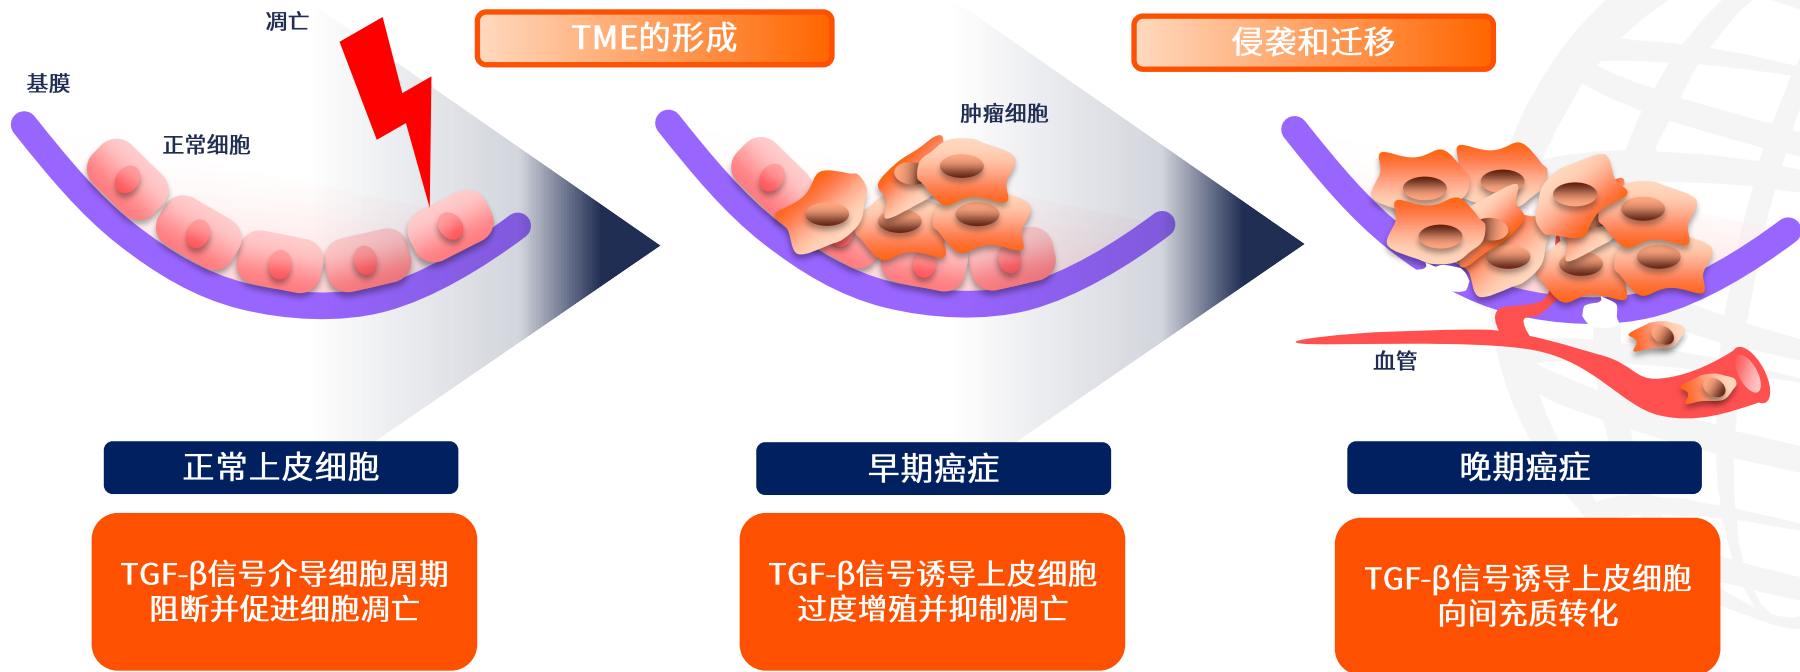 凋亡
TME的形成
侵袭和迁移
基膜
正常细胞
肿瘤细胞
血管
正常上皮细胞
早期癌症
晚期癌症
TGF-β信号介导细胞周期
阻断并促进细胞凋亡
TGF-β信号诱导上皮细胞
过度增殖并抑制凋亡
TGF-β信号诱导上皮细胞
向间充质转化